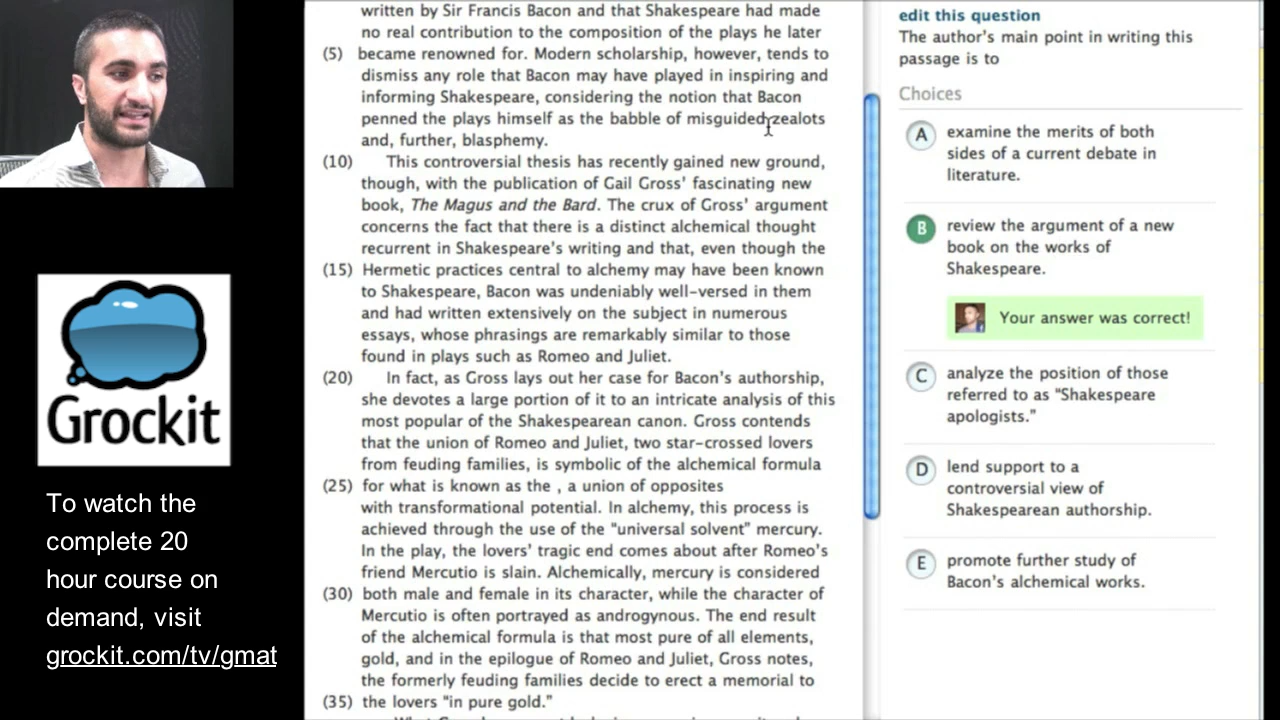 written by Sir Francis Bacon and that Shakespeare had made
no real contribution to the composition of the plays he later
(5) became renowned for. Modern scholarship, however, tends to
dismiss any role that Bacon may have played in inspiring and
informing Shakespeare, considering the notion that Bacon
penned the plays himself as the babble of misguided zealots
and, further, blasphemy.
(10) This controversial thesis has recently gained new ground,
though, with the publication of Gail Gross’ fascinating new
book, The Magus and the Bard. The crux of Gross’ argument
concerns the fact that there is a distinct alchemical thought
recurrent in Shakespeare’s writing and that, even though the
(15) Hermetic practices central to alchemy may have been known
to Shakespeare, Bacon was undeniably well-versed in them
and had written extensively on the subject in numerous
essays, whose phrasings are remarkably similar to those
found in plays such as Romeo and Juliet.
(20) In fact, as Gross lays out her case for Bacon’s authorship,
she devotes a large portion of it to an intricate analysis of this
most popular of the Shakespearean canon. Gross contends
that the union of Romeo and Juliet, two star-crossed lovers
from feuding families, is symbolic of the alchemical formula
(25) for what is known as the , a union of opposites
with transformational potential. In alchemy, this process is
achieved through the use of the “universal solvent” mercury.
In the play, the lovers’ tragic end comes about after Romeo’s
friend Mercutio is slain. Alchemically, mercury is considered
(30) both male and female in its character, while the character of
Mercutio is often portrayed as androgynous. The end result
of the alchemical formula is that most pure of all elements,
gold, and in the epilogue of Romeo and Juliet, Gross notes,
the formerly feuding families decide to erect a memorial to
(35) the lovers “in pure gold.”
edit this question
The author’s main point in writing this
passage is to
Choices
A examine the merits of both
sides of a current debate in
literature.
B review the argument of a new
book on the works of
Shakespeare.
Your answer was correct!
C analyze the position of those
referred to as “Shakespeare
apologists.”
D lend support to a
controversial view of
Shakespearean authorship.
E promote further study of
Bacon’s alchemical works.
Grockit
To watch the
complete 20
hour course on
demand, visit
grockit.com/tv/gmat